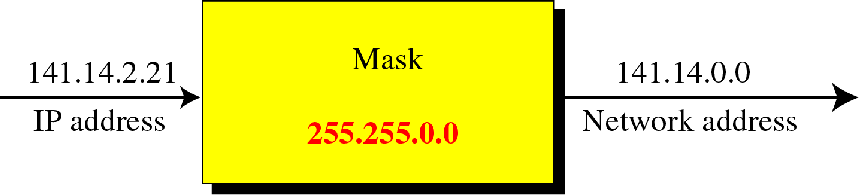 141.14.2.21
IP address
Mask
255.255.0.0
141.14.0.0
Network address